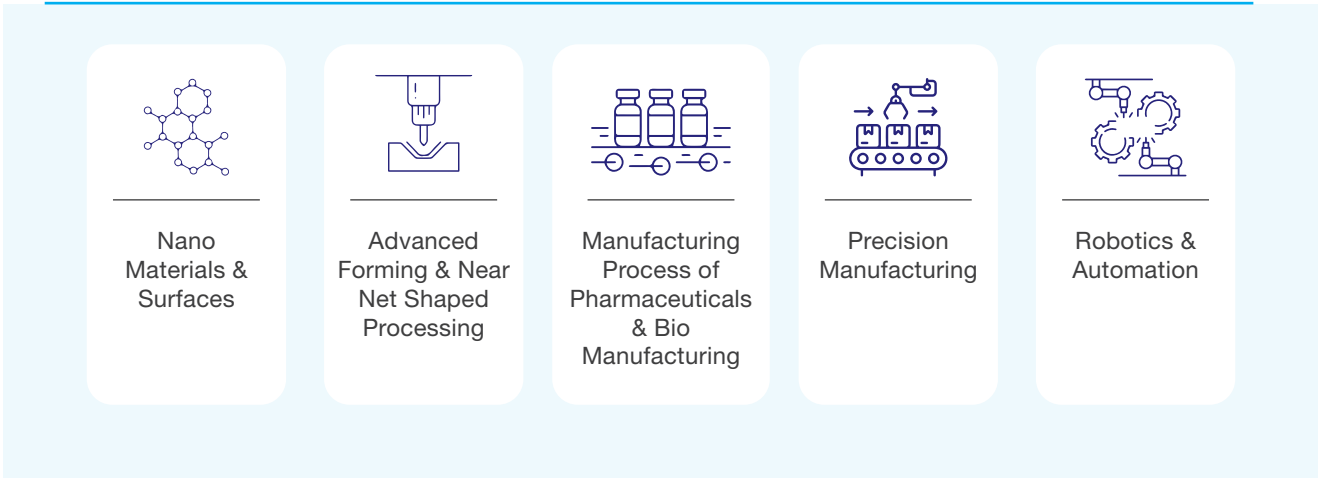 Nano
Materials &
Surfaces
Advanced
Forming & Near
Net Shaped
Processing
Manufacturing
Process of
Pharmaceuticals
& Bio
Manufacturing
Precision
Manufacturing
Robotics &
Automation